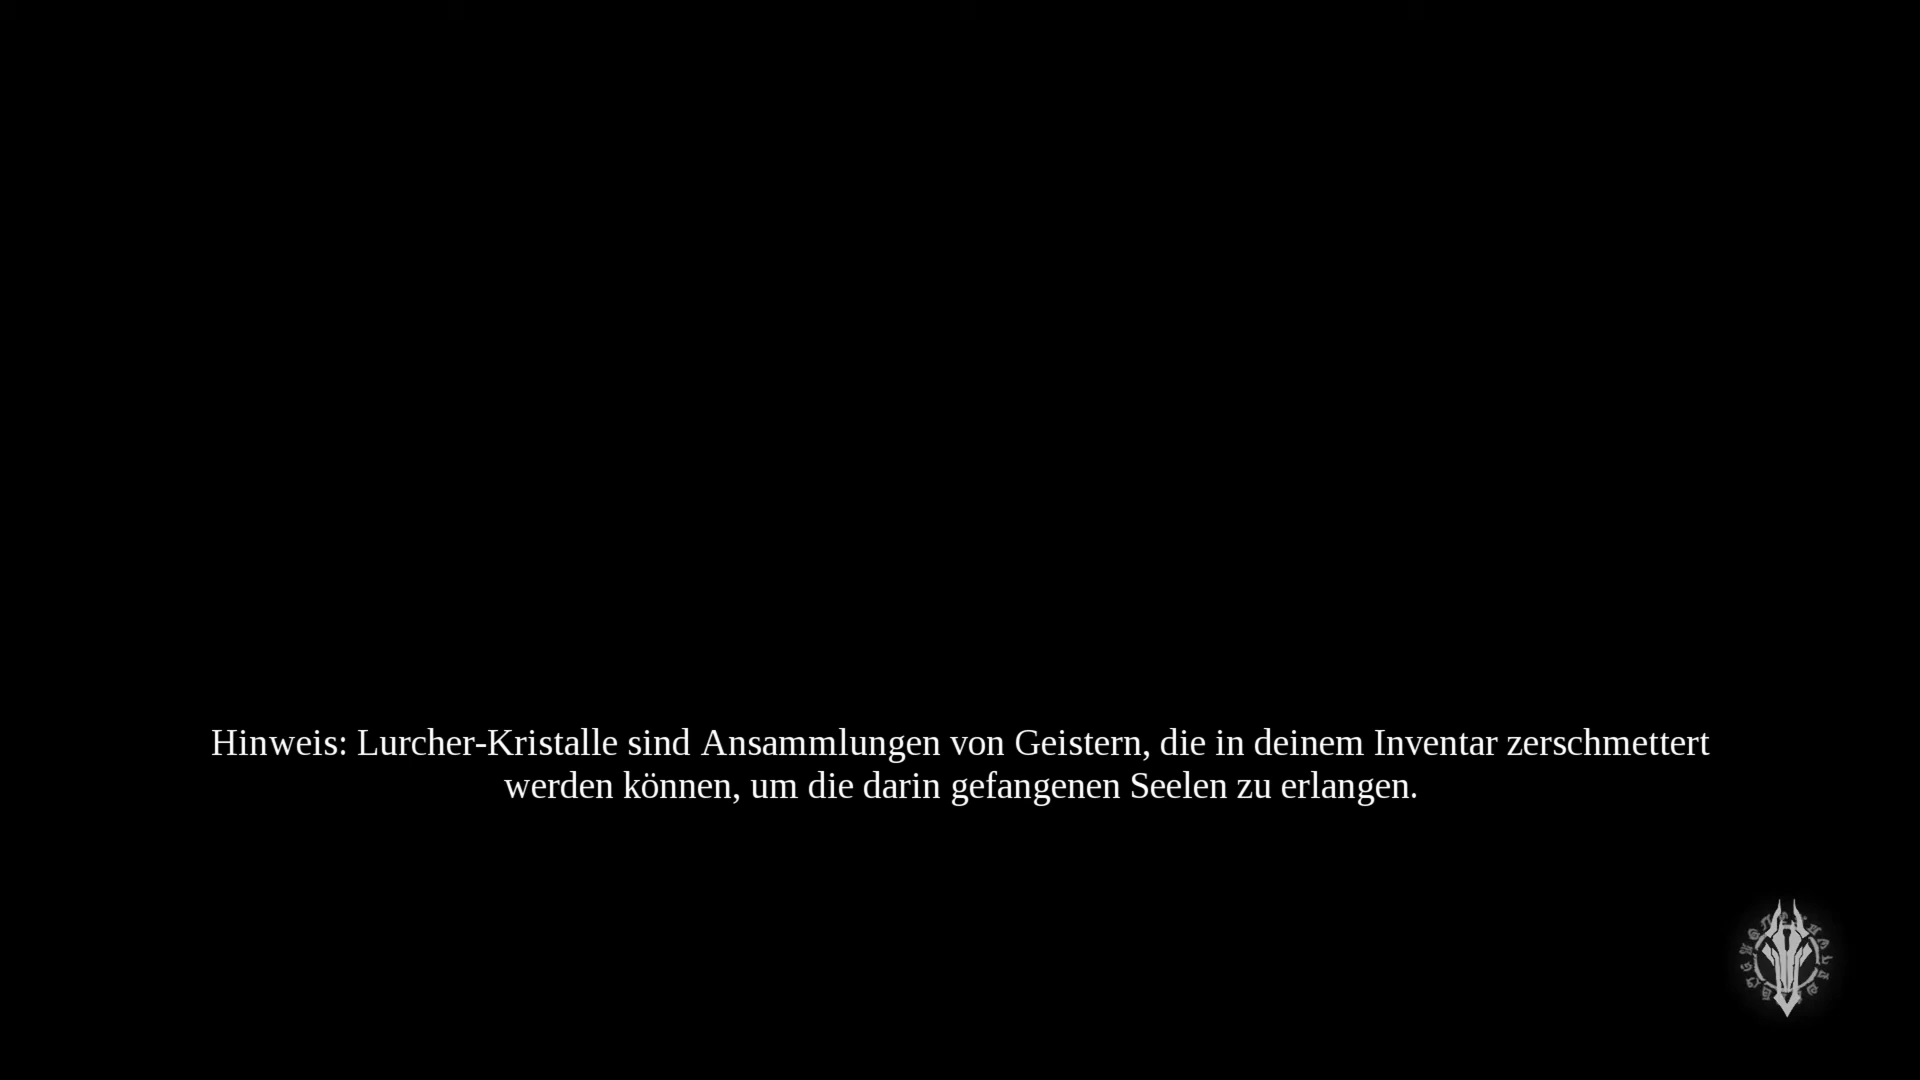 Hinweis: Lurcher-Kristalle sind Ansammlungen von Geistern, die in deinem Inventar zerschmettert
werden können, um die darin gefangenen Seelen zu erlangen.